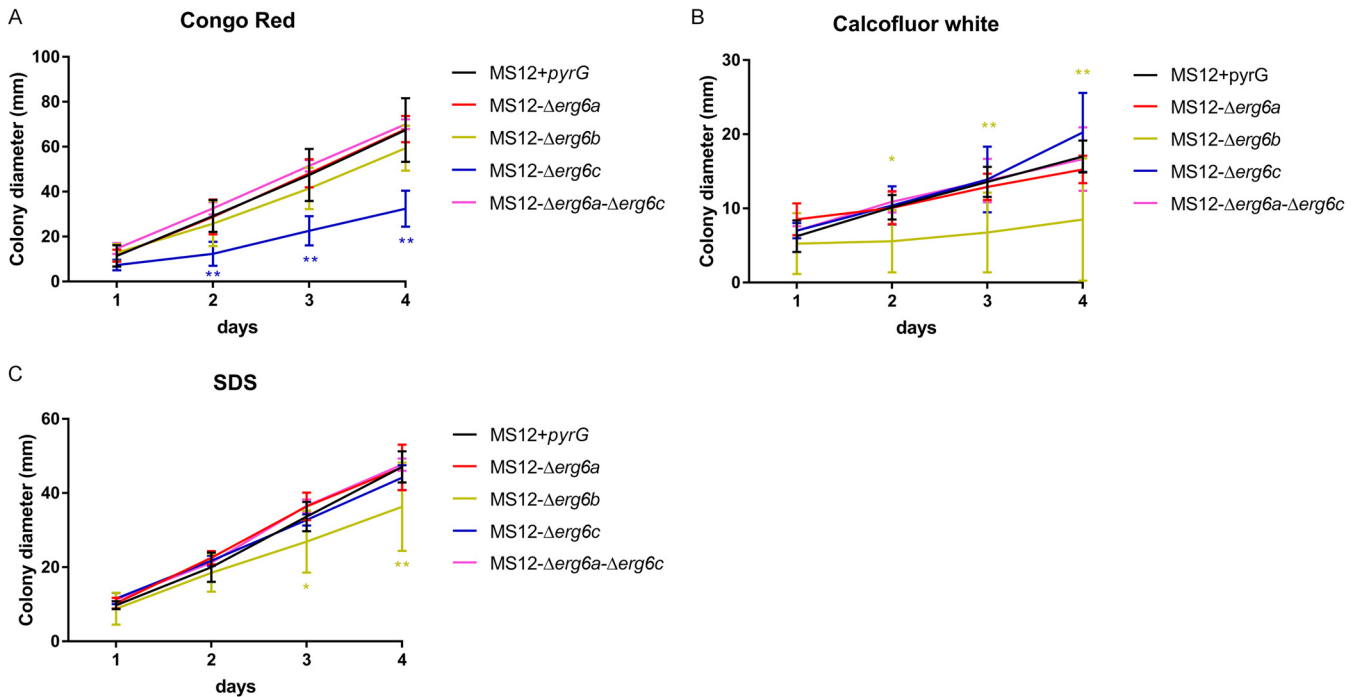 A
Congo Red
Colony diameter (mm)
100
80
60
40
20
0
**
**
**
1 2 3 4
days
MS12+pyrG
MS12-Δerg6a
MS12-Δerg6b
MS12-Δerg6c
MS12-Δerg6a-Δerg6c
B
Calcofluor white
Colony diameter (mm)
30
20
10
0
*
**
**
1 2 3 4
days
MS12+pyrG
MS12-Δerg6a
MS12-Δerg6b
MS12-Δerg6c
MS12-Δerg6a-Δerg6c
C
SDS
Colony diameter (mm)
60
40
20
0
*
**
1 2 3 4
days
MS12+pyrG
MS12-Δerg6a
MS12-Δerg6b
MS12-Δerg6c
MS12-Δerg6a-Δerg6c